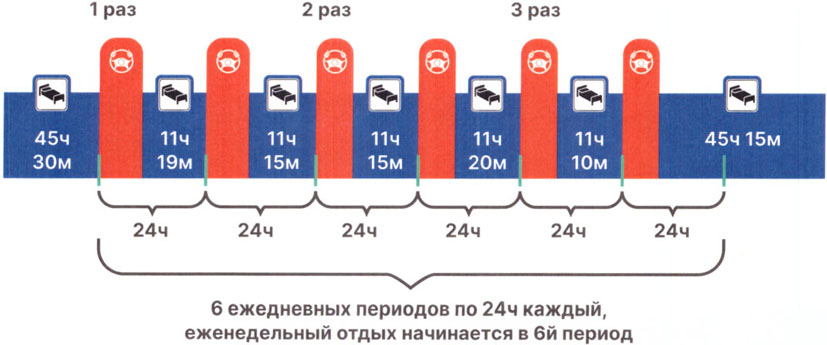 1 раз 2 раз 3 раз
45ч 30м
11ч 19м
11ч 15м
11ч 15м
11ч 20м
11ч 10м
45ч 15м
24ч 24ч 24ч 24ч 24ч 24ч
6 ежедневных периодов по 24ч каждый,
еженедельный отдых начинается в 6й период